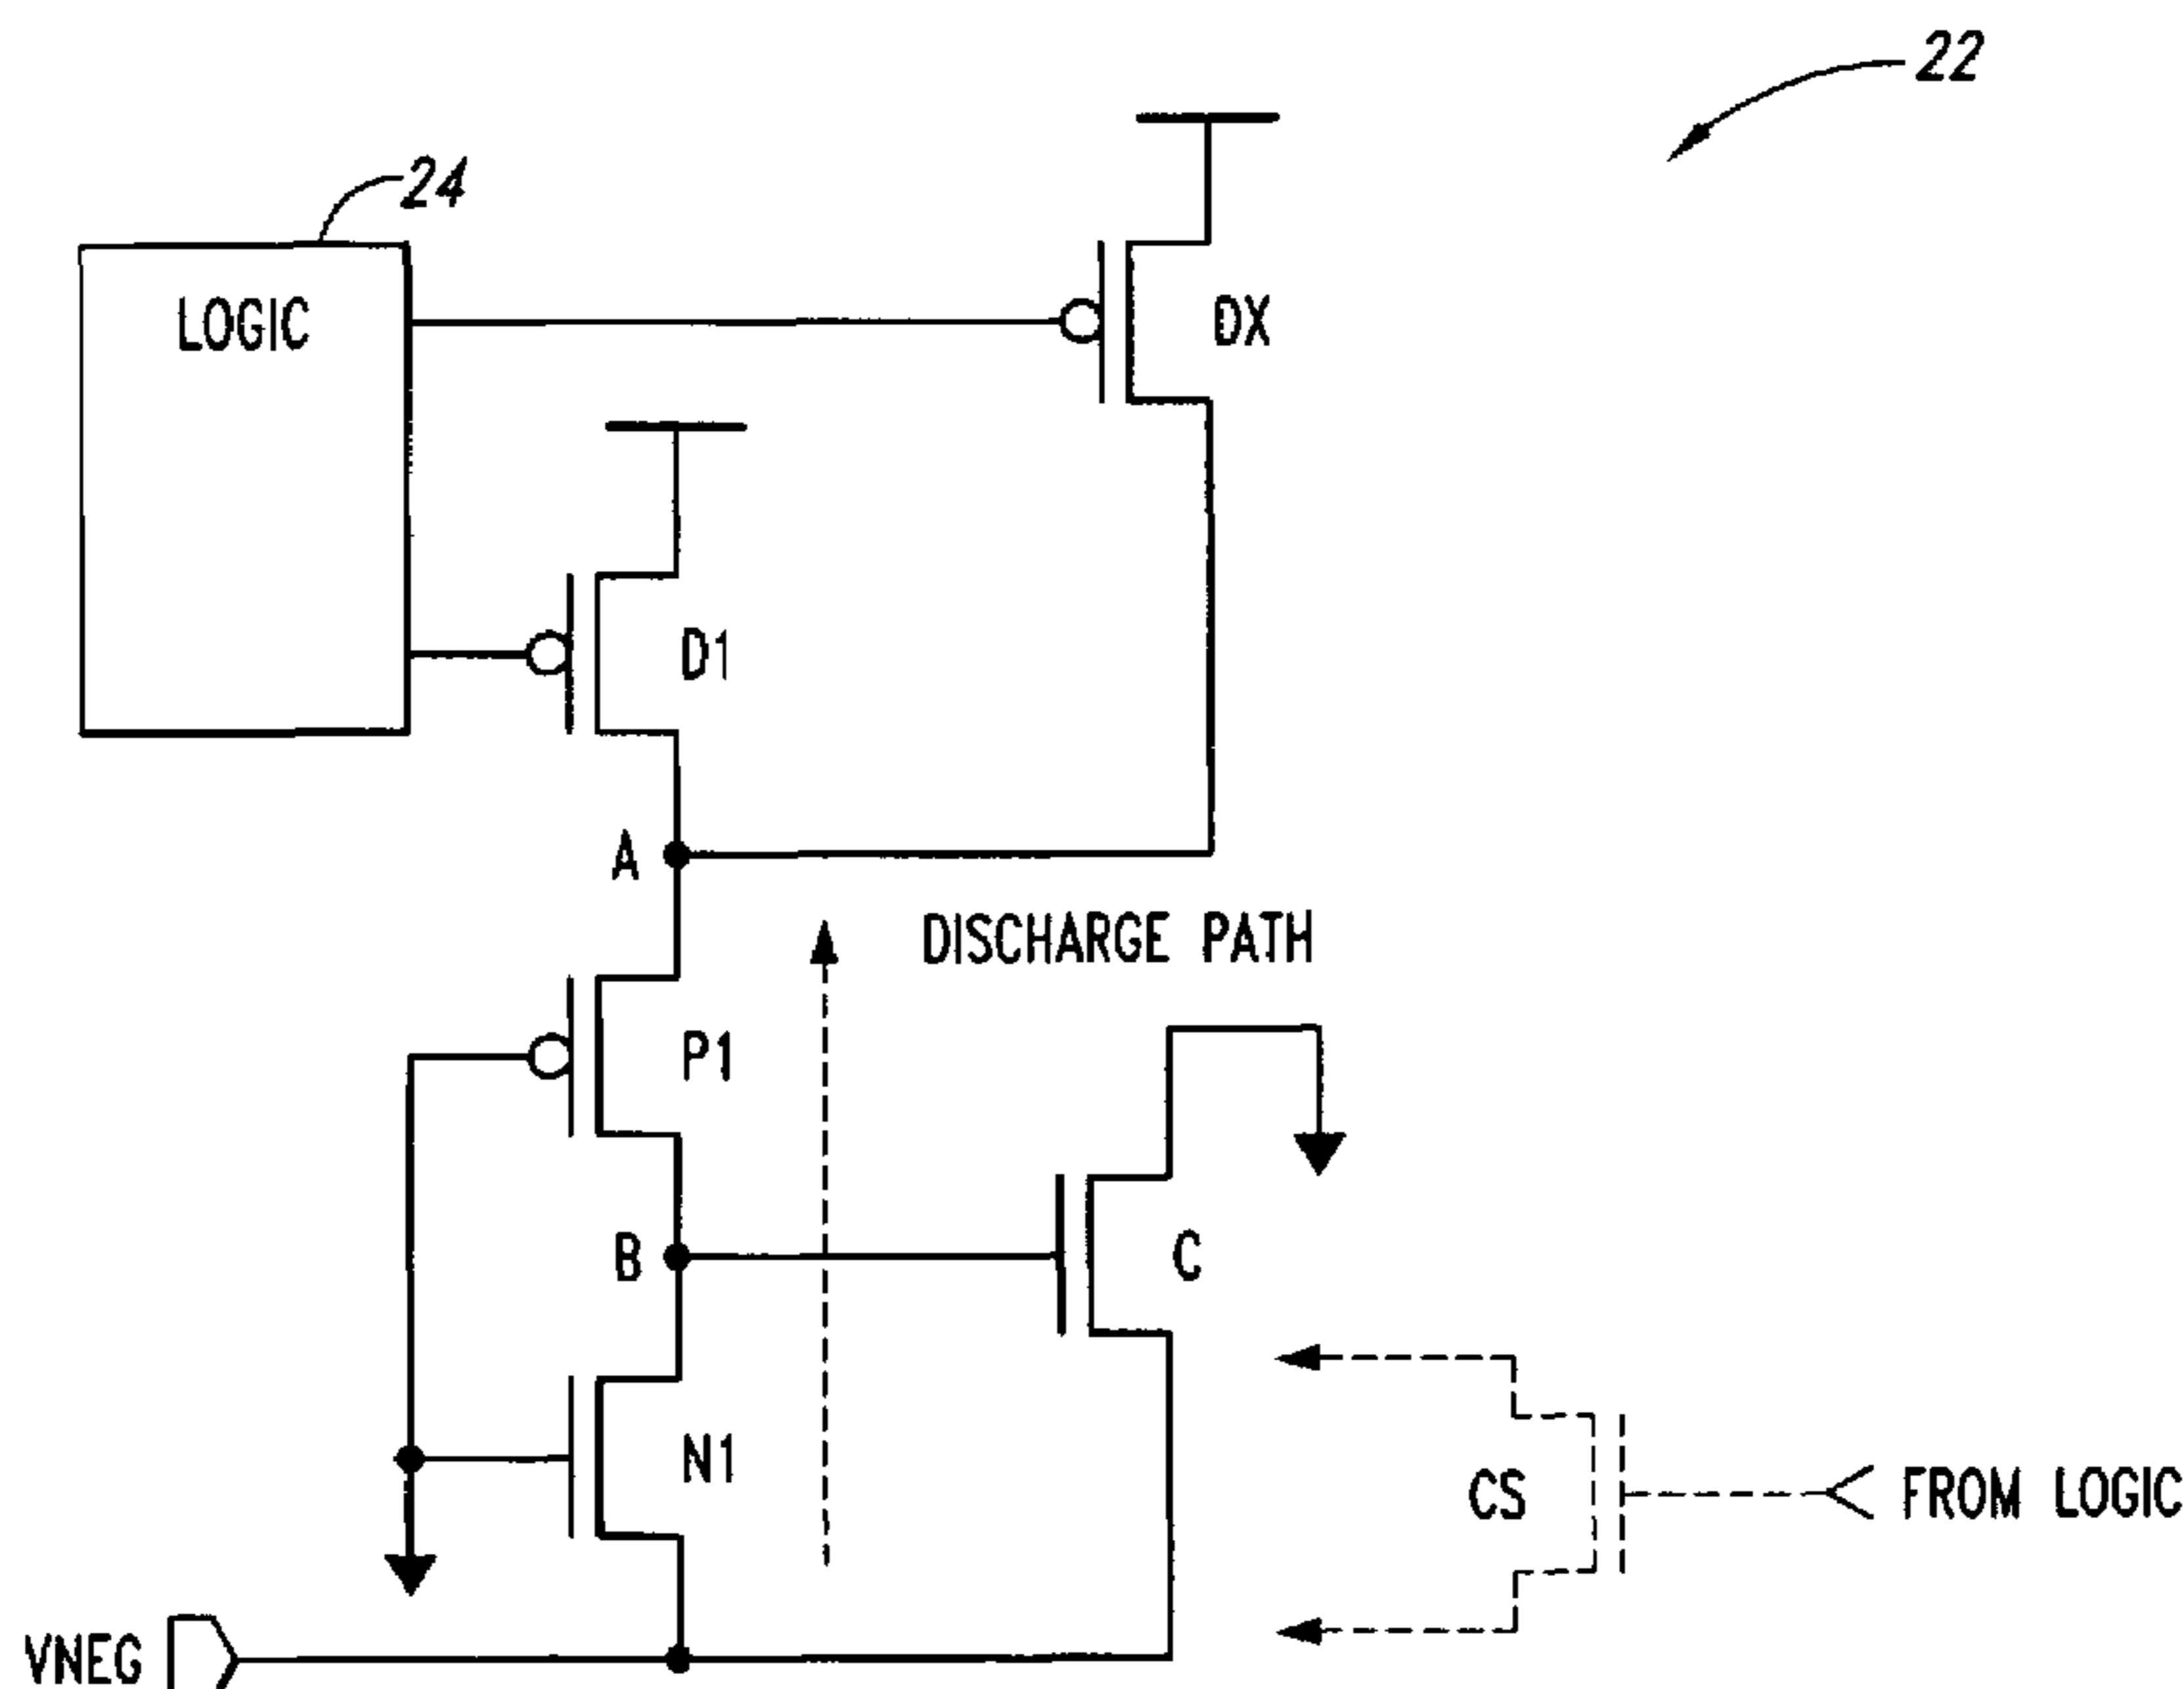 22
24
LOGIC
DX
D1
A
DISCHARGE PATH
P1
B
C
N1
CS
FROM LOGIC
VNEG